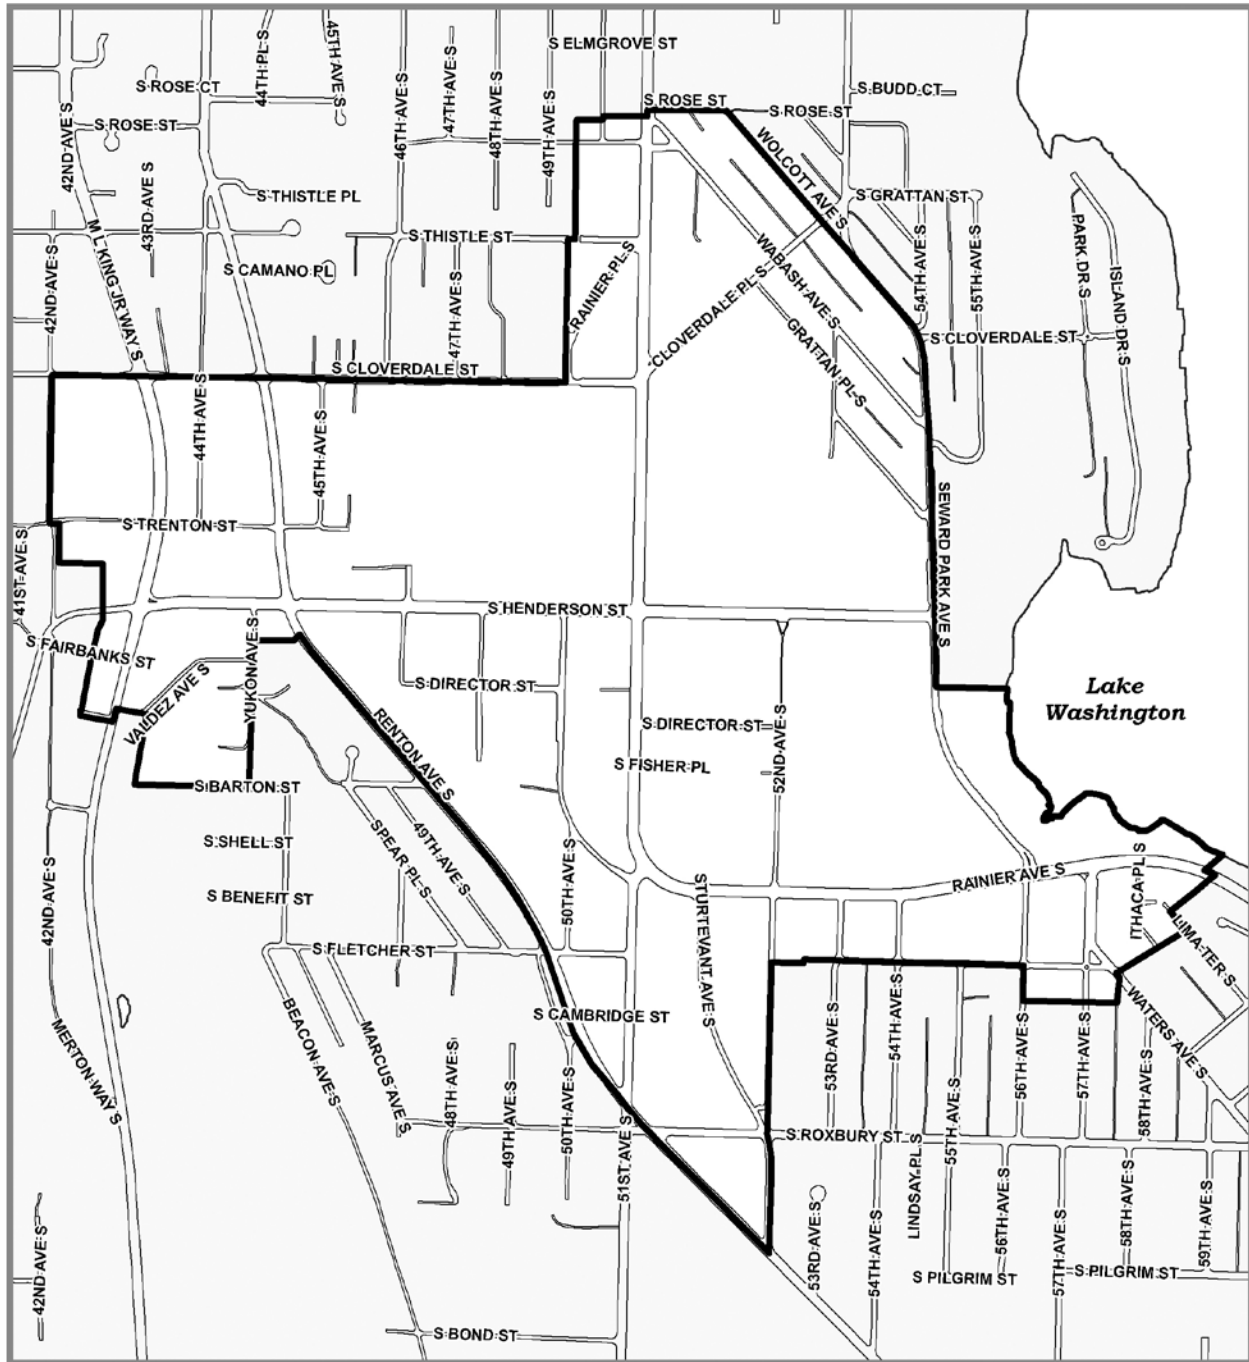 S ELMGROVE ST
45TH AVE S
44TH PL S
S ROSE CT
46TH AVE S
47TH AVE S
48TH AVE S
49TH AVE S
S ROSE ST
S ROSE ST
S BUDD CT
42ND AVE S
S ROSE ST
WOLCOTT AVE S
S THISTLE PL
S GRATTAN ST
43RD AVE S
M L KING JR WAY S
S THISTLE ST
42ND AVE S
S CAMANO PL
47TH AVE S
RAINIER PL S
CLOVERDALE PL S
WABASH AVE S
54TH AVE S
55TH AVE S
PARK DR S
ISLAND DR S
S CLOVERDALE ST
S CLOVERDALE ST
GRATTAN PL S
44TH AVE S
45TH AVE S
SEWARD PARK AVE S
S TRENTON ST
41ST AVE S
S HENDERSON ST
S FAIRBANKS ST
YUKON AVE S
VALDEZ AVE S
S DIRECTOR ST
RENTON AVE S
S DIRECTOR ST
Lake
Washington
52ND AVE S
S FISHER PL
S BARTON ST
S SHELL ST
SPEAR PL S
49TH AVE S
50TH AVE S
S BENEFIT ST
STURTEVANT AVE S
RAINIER AVE S
ITHACA PL S
LIMA TER S
42ND AVE S
S FLETCHER ST
WATERS AVE S
BEACON AVE S
MARCUS AVE S
S CAMBRIDGE ST
MERTON WAY S
48TH AVE S
49TH AVE S
50TH AVE S
51ST AVE S
53RD AVE S
54TH AVE S
55TH AVE S
56TH AVE S
57TH AVE S
58TH AVE S
S ROXBURY ST
LINDSAY PL S
42ND AVE S
53RD AVE S
54TH AVE S
56TH AVE S
57TH AVE S
58TH AVE S
59TH AVE S
S PILGRIM ST
S PILGRIM ST
S BOND ST